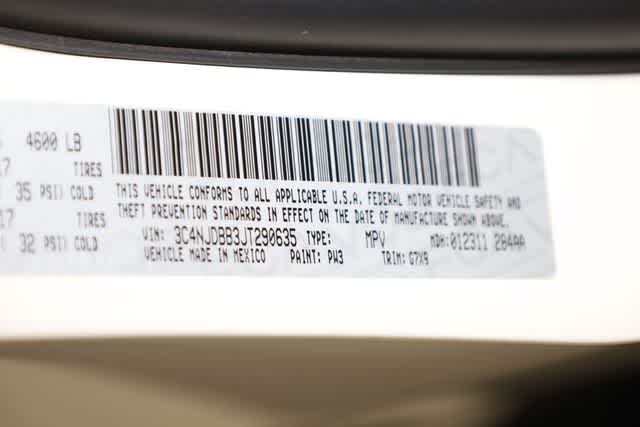 4600 LB
TIRES
35 PSI) COLD
TIRES
32 PSI) COLD
THIS VEHICLE CONFORMS TO ALL APPLICABLE U.S.A. FEDERAL MOTOR VEHICLE SAFETY AND
THEFT PREVENTION STANDARDS IN EFFECT ON THE DATE OF MANUFACTURE SHOWN ABOVE.
VIN: 3C4NJDBB3JT290635 TYPE: MPV MDH: 012311 284AA
VEHICLE MADE IN MEXICO PAINT: PW3 TRIM: G7X9